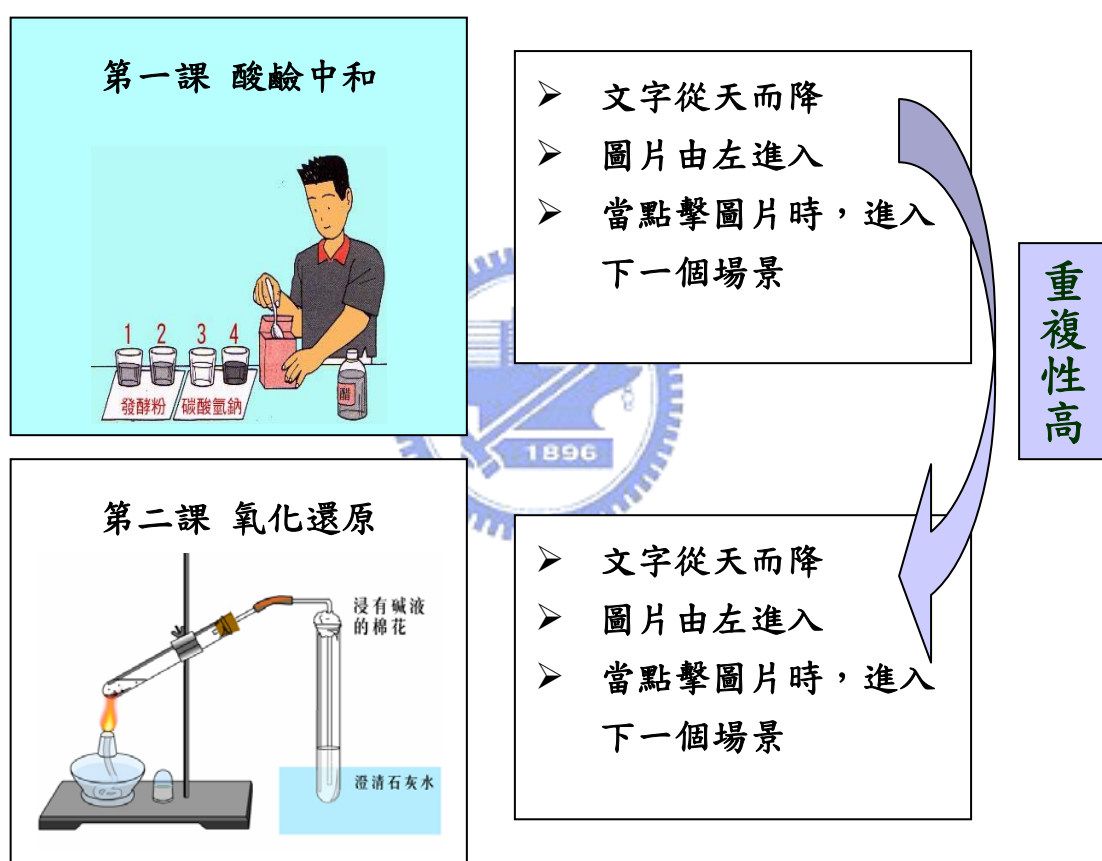 第一課 酸鹼中和
1 2 3 4
發酵粉 碳酸氫鈉
醋
➢ 文字從天而降
➢ 圖片由左進入
➢ 當點擊圖片時，進入
下一個場景
重複性高
1896
第二課 氧化還原
浸有碱液
的棉花
澄清石灰水
➢ 文字從天而降
➢ 圖片由左進入
➢ 當點擊圖片時，進入
下一個場景